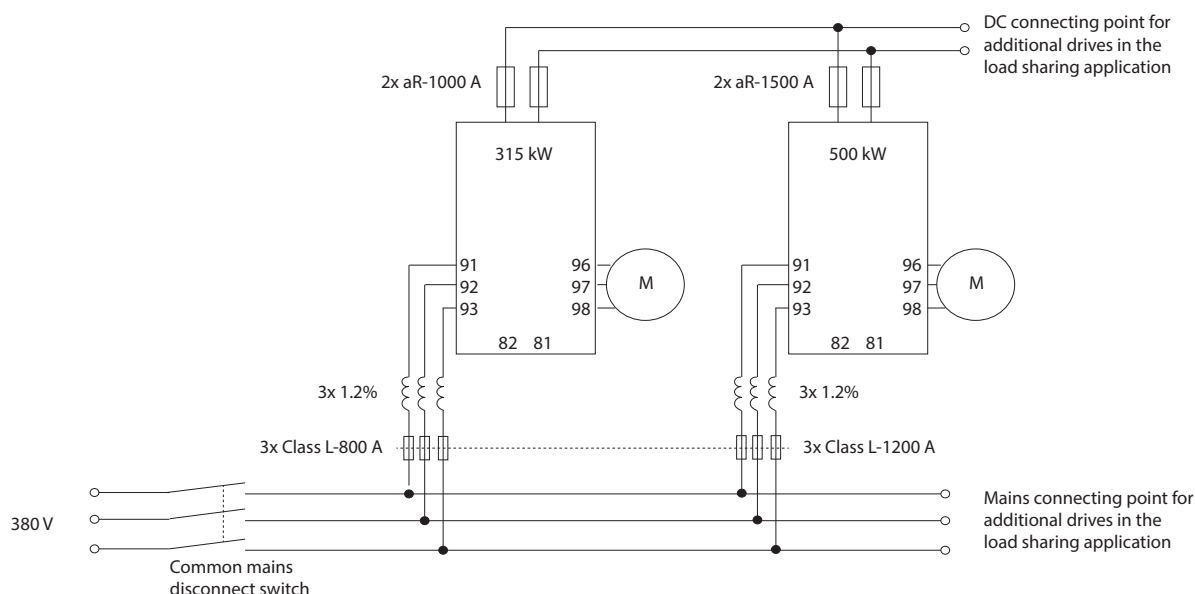 DC connecting point for
additional drives in the
load sharing application
2x aR-1000 A
2x aR-1500 A
315 kW
500 kW
91
96
92
97
93
98
M
82 81
91
96
92
97
93
98
M
82 81
3x 1.2%
3x 1.2%
3x Class L-800 A
3x Class L-1200 A
380 V
Mains connecting point for
additional drives in the
load sharing application
Common mains
disconnect switch